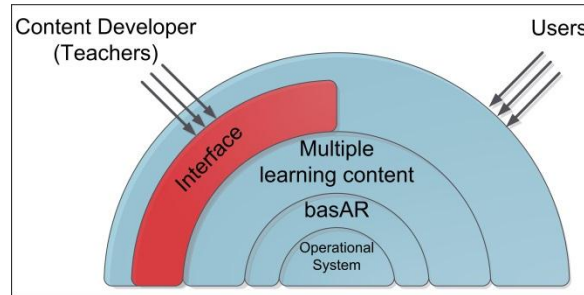 Content Developer
(Teachers)
Users
Interface
Multiple
learning content
basAR
Operational
System